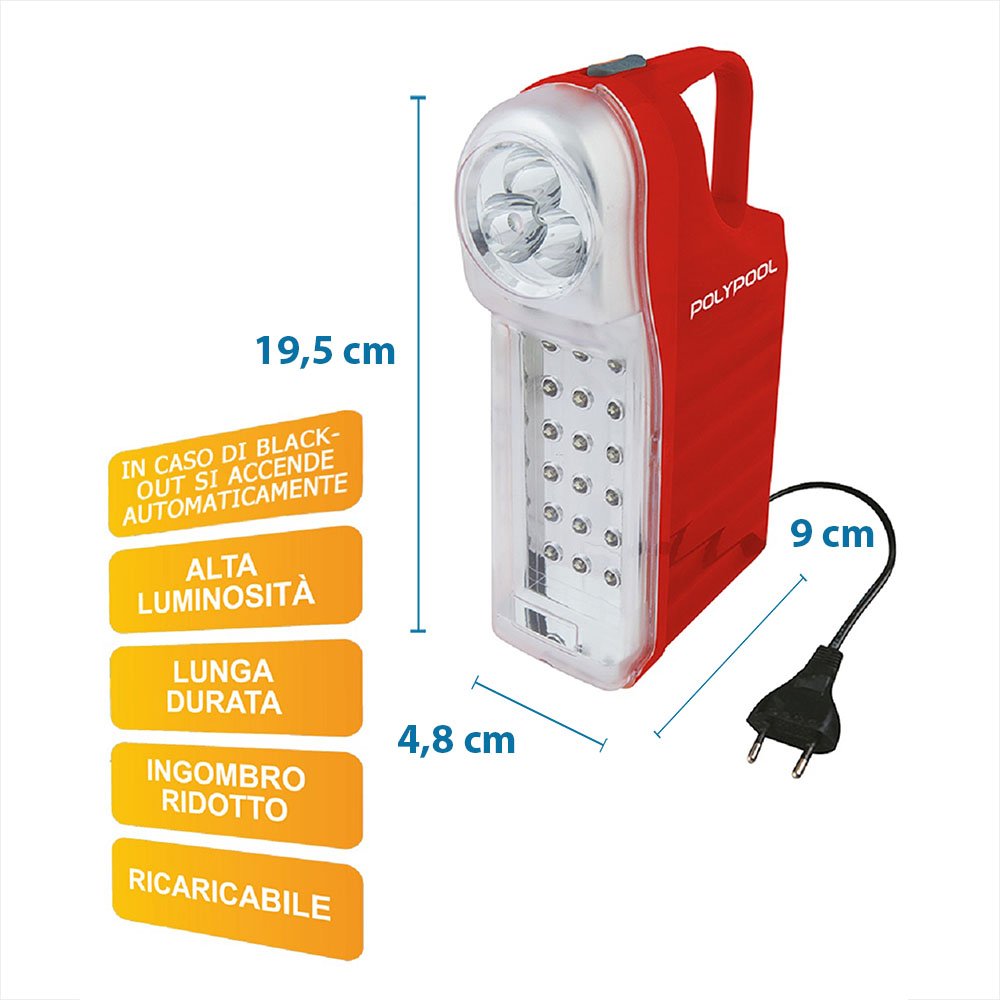 POLYPOOL
19,5 cm
9 cm
4,8 cm
IN CASO DI BLACK-
OUT SI ACCENDE
AUTOMATICAMENTE
ALTA
LUMINOSITÀ
LUNGA
DURATA
INGOMBRO
RIDOTTO
RICARICABILE